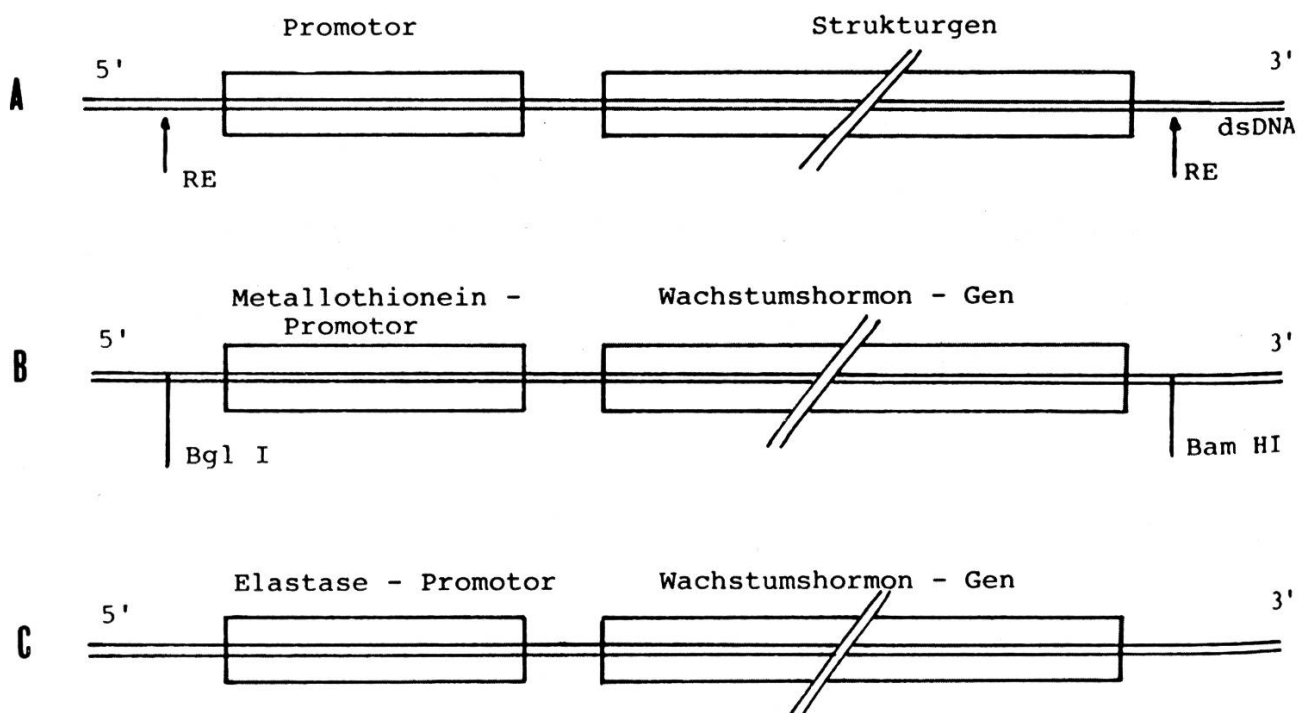 Promotor Strukturgen
5' 3'
A
dsDNA
RE RE
Metallothionein - Wachstumshormon - Gen
Promotor
5' 3'
B
Bgl I Bam HI
Elastase - Promotor Wachstumshormon - Gen
5' 3'
C